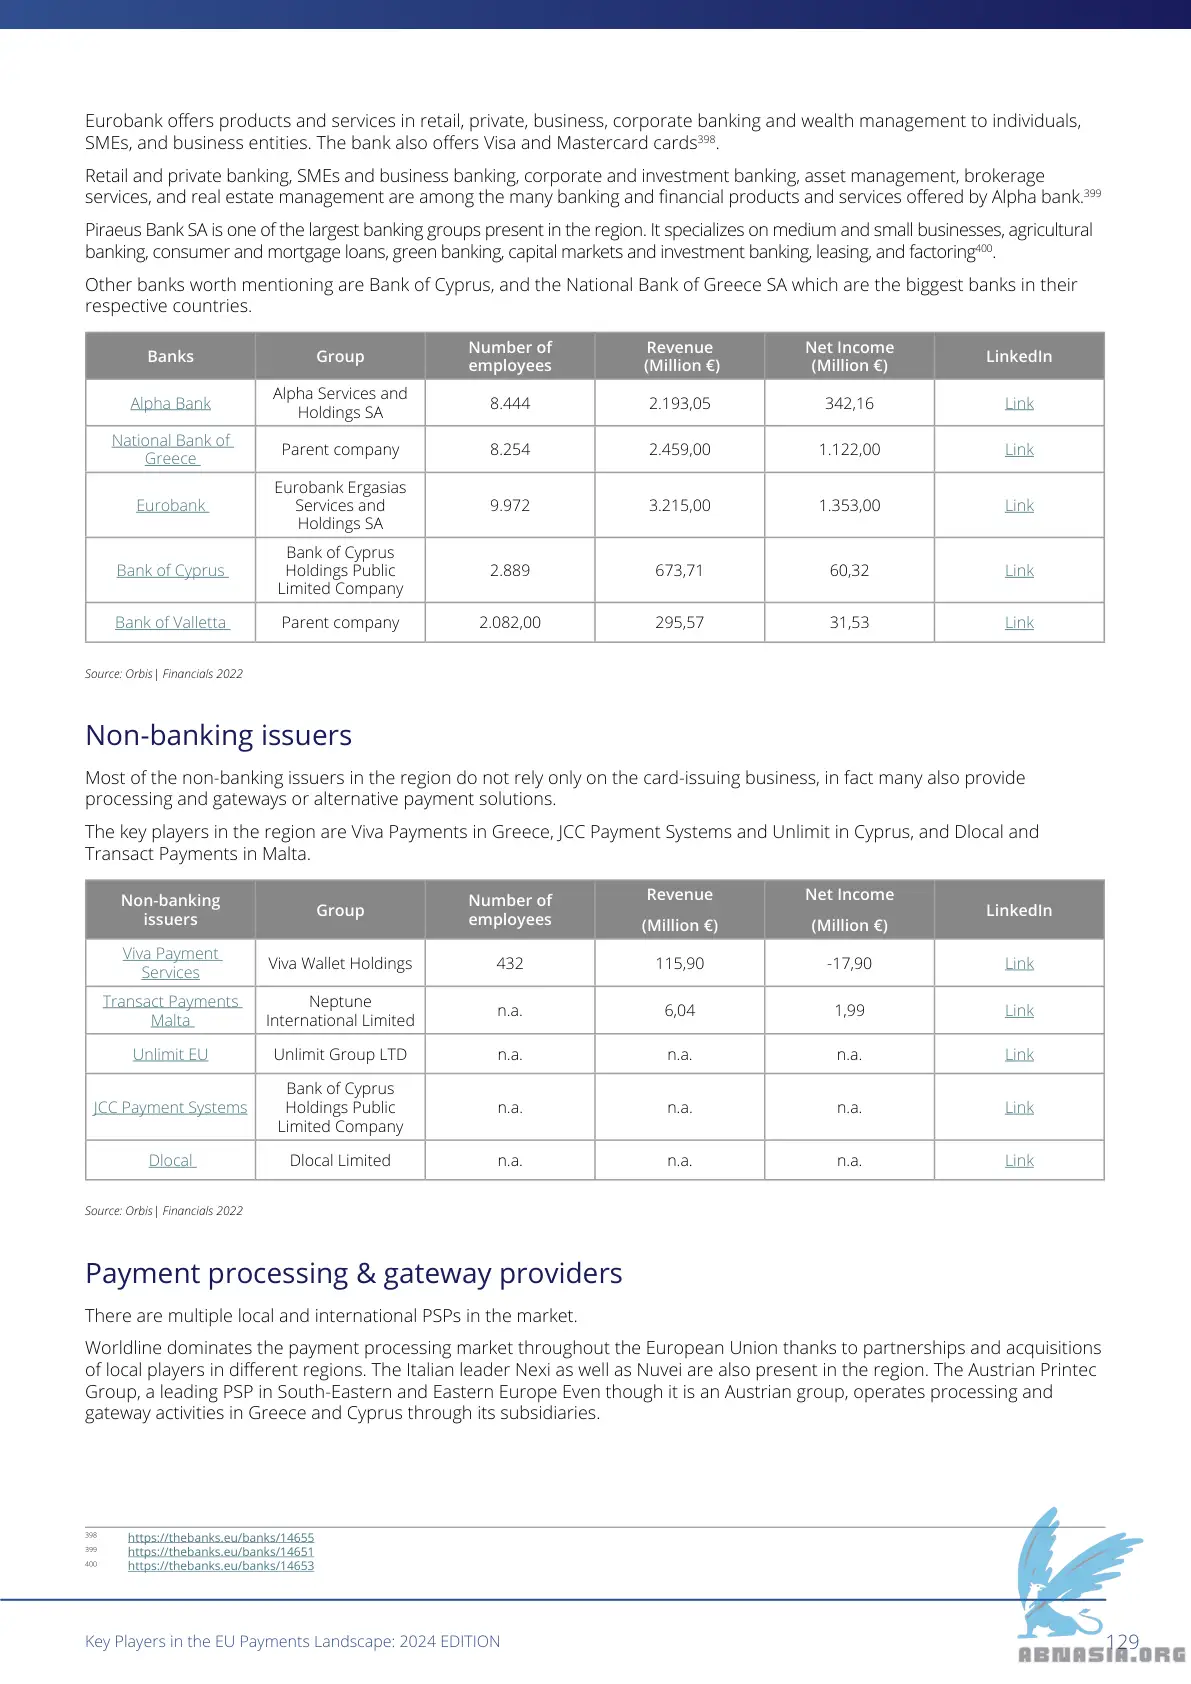 Eurobank offers products and services in retail, private, business, corporate banking and wealth management to individuals,
SMEs, and business entities. The bank also offers Visa and Mastercard cards398.
Retail and private banking, SMEs and business banking, corporate and investment banking, asset management, brokerage
services, and real estate management are among the many banking and financial products and services offered by Alpha bank.399
Piraeus Bank SA is one of the largest banking groups present in the region. It specializes on medium and small businesses, agricultural
banking, consumer and mortgage loans, green banking, capital markets and investment banking, leasing, and factoring400.
Other banks worth mentioning are Bank of Cyprus, and the National Bank of Greece SA which are the biggest banks in their
respective countries.
Banks Group Number of employees Revenue (Million €) Net Income (Million €) LinkedIn
Alpha Bank Alpha Services and Holdings SA 8.444 2.193,05 342,16 Link
National Bank of Greece Parent company 8.254 2.459,00 1.122,00 Link
Eurobank Eurobank Ergasias Services and Holdings SA 9.972 3.215,00 1.353,00 Link
Bank of Cyprus Bank of Cyprus Holdings Public Limited Company 2.889 673,71 60,32 Link
Bank of Valletta Parent company 2.082,00 295,57 31,53 Link
Source: Orbis| Financials 2022
Non-banking issuers
Most of the non-banking issuers in the region do not rely only on the card-issuing business, in fact many also provide
processing and gateways or alternative payment solutions.
The key players in the region are Viva Payments in Greece, JCC Payment Systems and Unlimit in Cyprus, and Dlocal and
Transact Payments in Malta.
Non-banking issuers Group Number of employees Revenue (Million €) Net Income (Million €) LinkedIn
Viva Payment Services Viva Wallet Holdings 432 115,90 -17,90 Link
Transact Payments Malta Neptune International Limited n.a. 6,04 1,99 Link
Unlimit EU Unlimit Group LTD n.a. n.a. n.a. Link
JCC Payment Systems Bank of Cyprus Holdings Public Limited Company n.a. n.a. n.a. Link
Dlocal Dlocal Limited n.a. n.a. n.a. Link
Source: Orbis| Financials 2022
Payment processing & gateway providers
There are multiple local and international PSPs in the market.
Worldline dominates the payment processing market throughout the European Union thanks to partnerships and acquisitions
of local players in different regions. The Italian leader Nexi as well as Nuvei are also present in the region. The Austrian Printec
Group, a leading PSP in South-Eastern and Eastern Europe Even though it is an Austrian group, operates processing and
gateway activities in Greece and Cyprus through its subsidiaries.
398 https://thebanks.eu/banks/14655
399 https://thebanks.eu/banks/14651
400 https://thebanks.eu/banks/14653
Key Players in the EU Payments Landscape: 2024 EDITION
129
ABNASIA.ORG